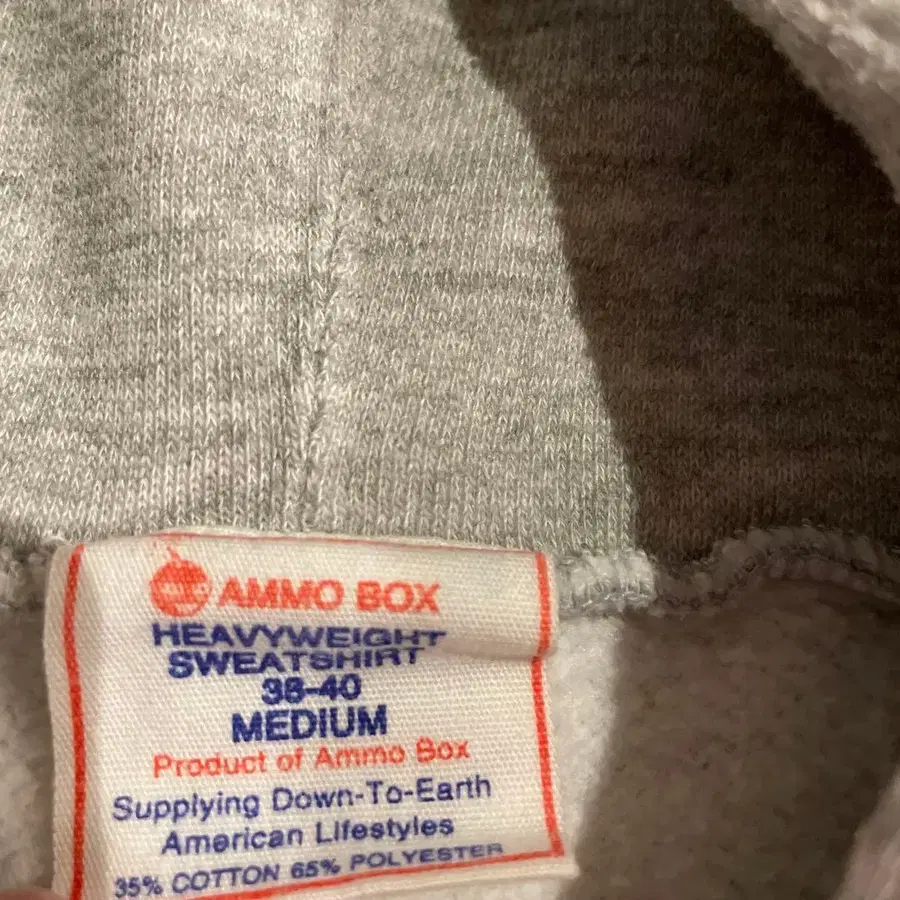 AMMO BOX
HEAVYWEIGHT
SWEATSHIRT
38-40
MEDIUM
Product of Ammo Box
Supplying Down-To-Earth
American Lifestyles
35% COTTON 65% POLYESTER